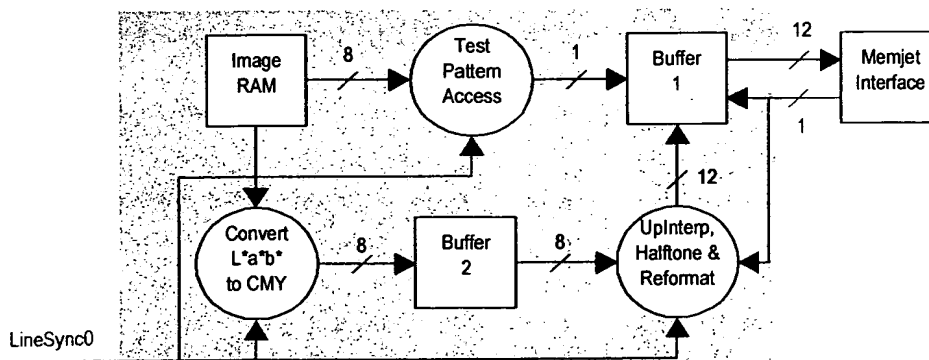 Image
RAM
8
Test
Pattern
Access
1
Buffer
1
12
Memjet
Interface
1
12
Convert
L*a*b*
to CMY
8
Buffer
2
8
UpInterp,
Halftone &
Reformat
LineSync0